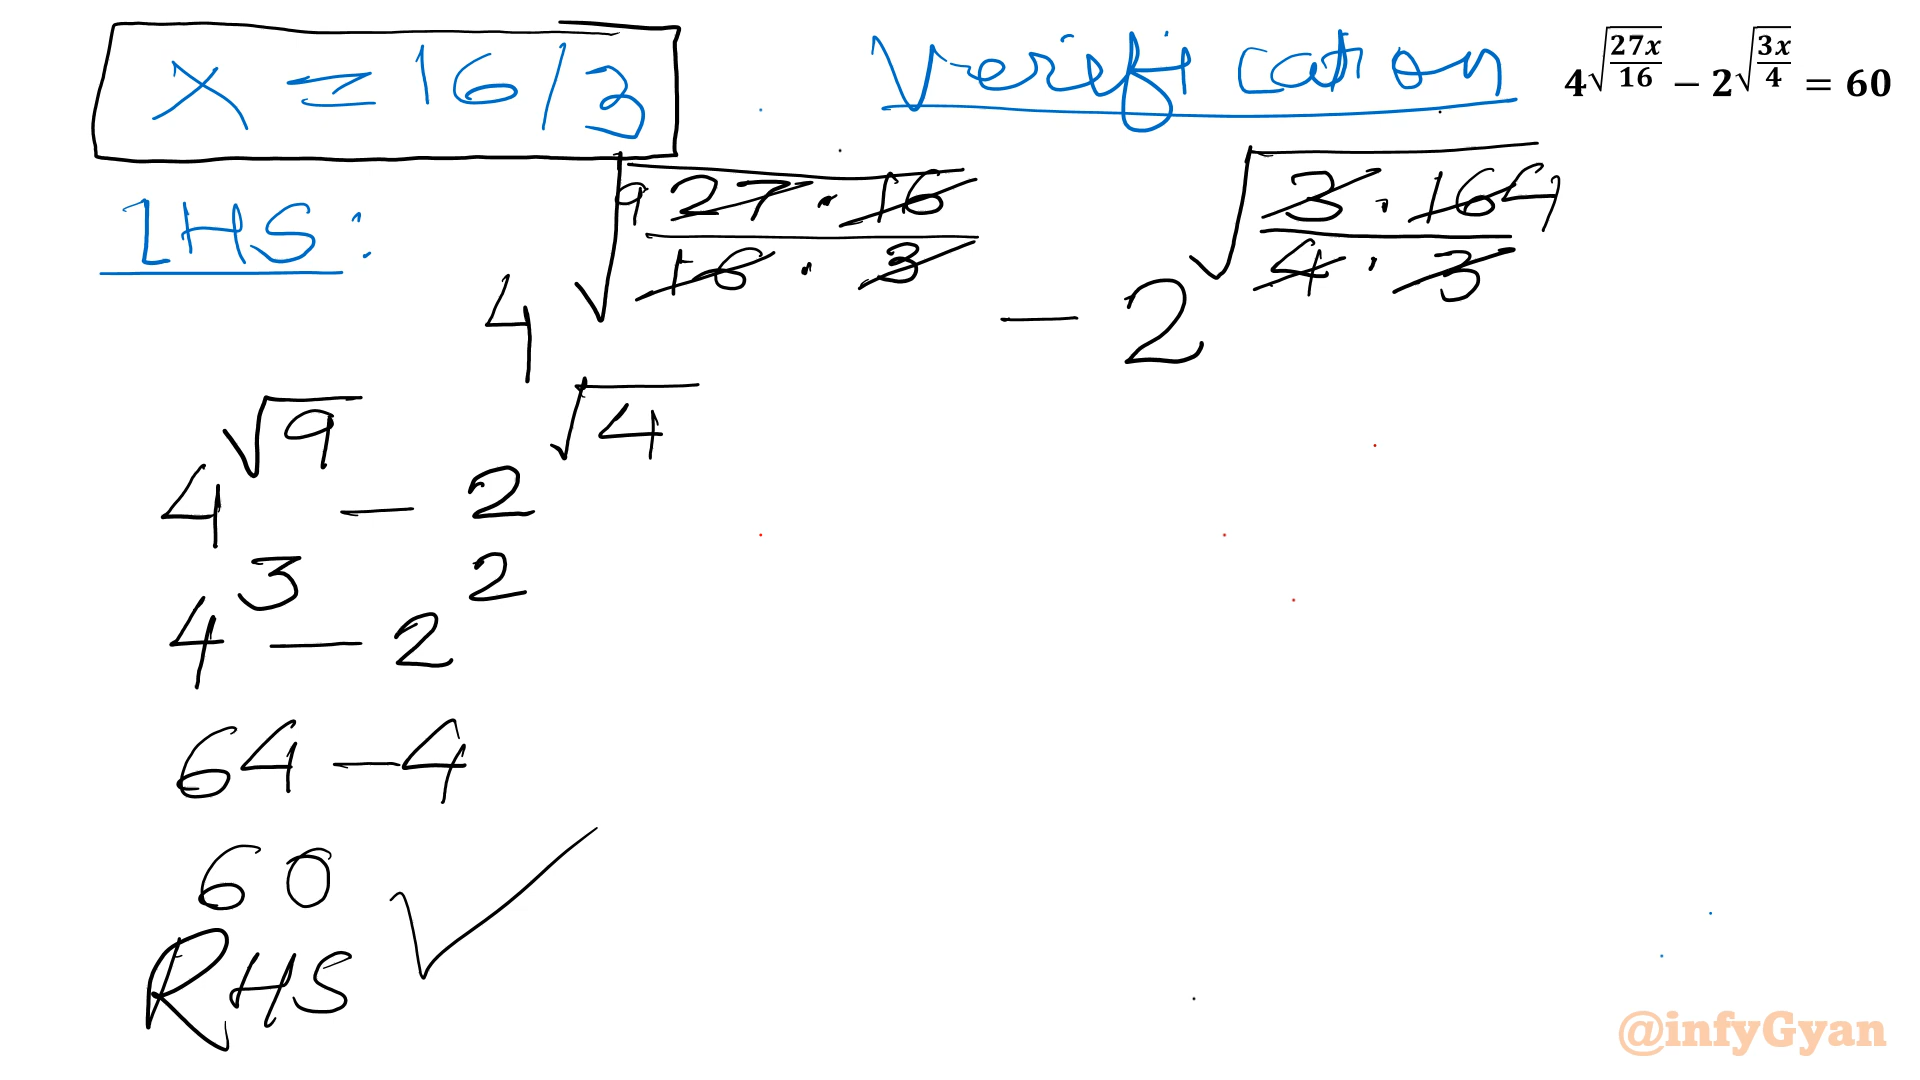 x = 16/3
Verification
4√(27x/16) − 2√(3x/4) = 60
LHS:
4^√(9 27·16/16·3) − 2^√(3·16 4/4·3)
4^√9 − 2^√4
4^3 − 2^2
64 − 4
60
RHS ✓
@infyGyan